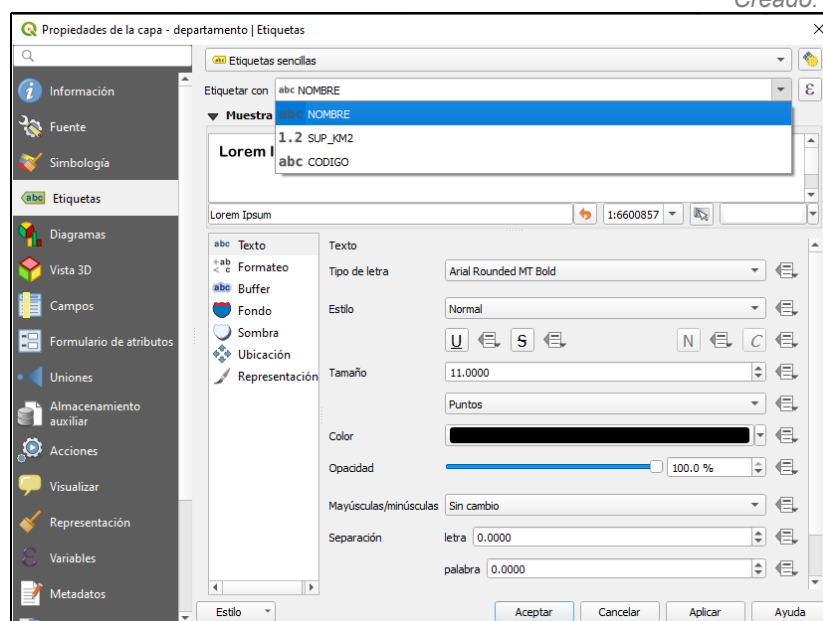 Creado:
Propiedades de la capa - departamento | Etiquetas
Etiquetas sencillas
Etiquetar con abc NOMBRE
Muestra
abc NOMBRE
1.2 SUP_KM2
abc CODIGO
Lorem I
Lorem Ipsum
1:6600857
Información
Fuente
Simbología
abc Etiquetas
Diagramas
Vista 3D
Campos
Formulario de atributos
Uniones
Almacenamiento
auxiliar
Acciones
Visualizar
Representación
Variables
Metadatos
abc Texto
+ab
< c Formateo
abc Buffer
Fondo
Sombra
Ubicación
Representación
Texto
Tipo de letra Arial Rounded MT Bold
Estilo Normal
U S N C
Tamaño 11.0000
Puntos
Color
Opacidad 100.0 %
Mayúsculas/minúsculas Sin cambio
Separación letra 0.0000
palabra 0.0000
Estilo Aceptar Cancelar Aplicar Ayuda